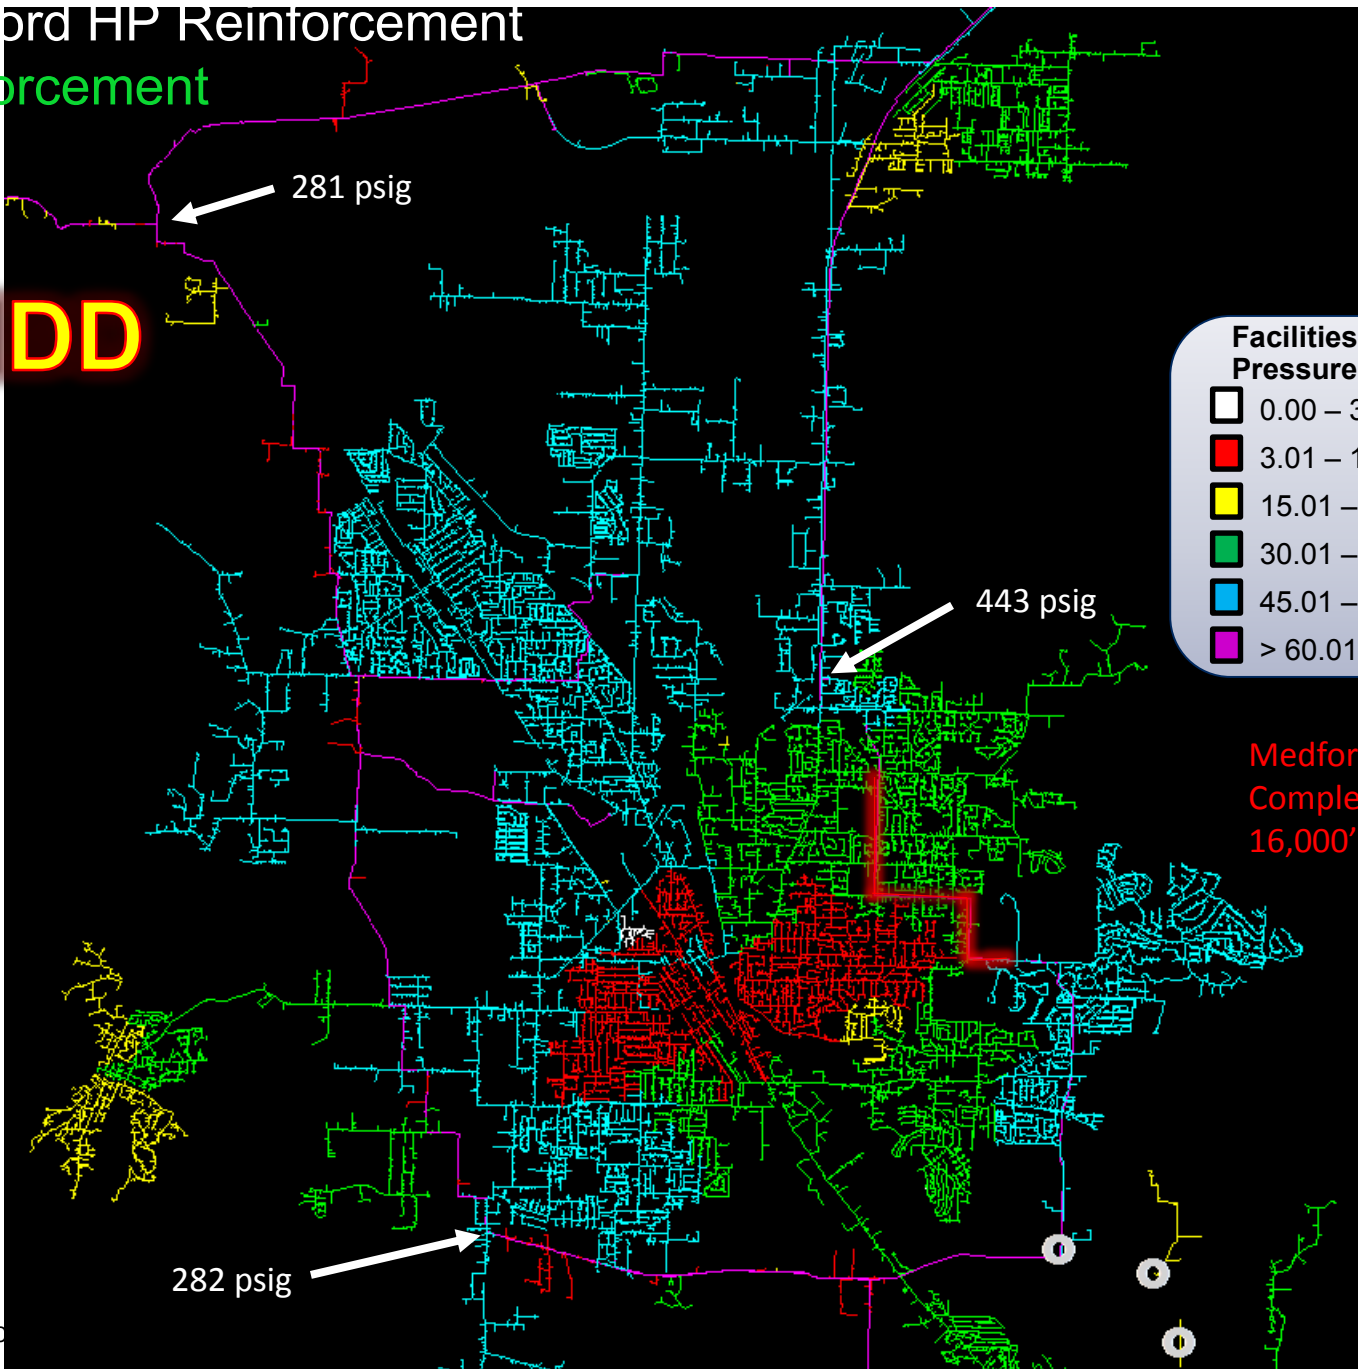 ord HP Reinforcement
orcement
281 psig
DD
Facilities
Pressure
0.00 – 3
3.01 – 1
15.01 –
30.01 –
45.01 –
> 60.01
443 psig
Medfor
Comple
16,000’
282 psig